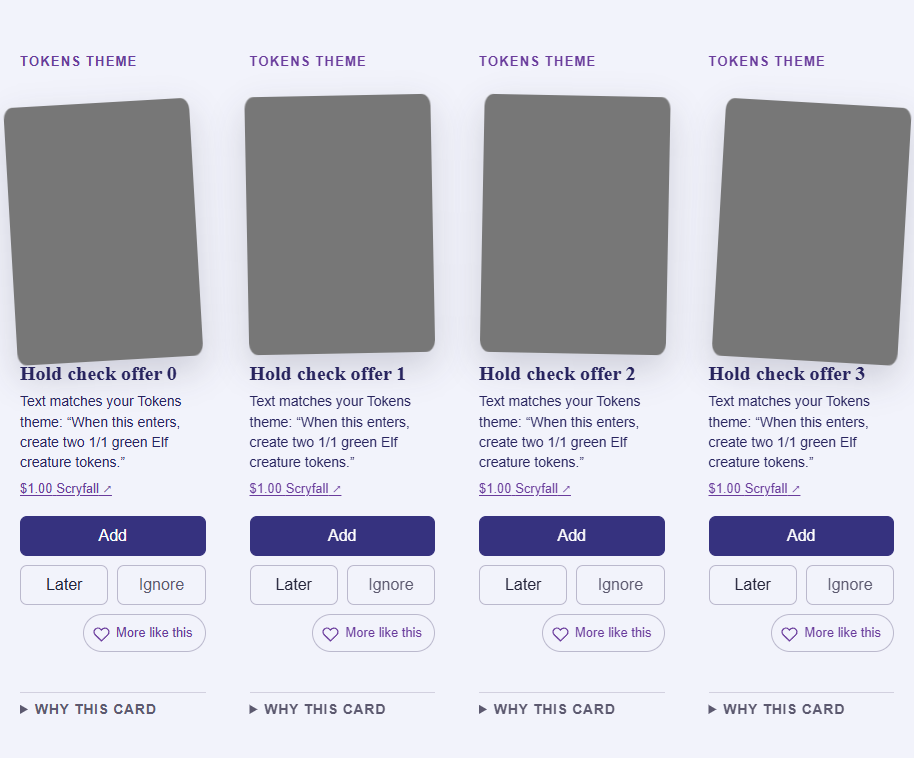 TOKENS THEME
Hold check offer 0
Text matches your Tokens
theme: “When this enters,
create two 1/1 green Elf
creature tokens.”
$1.00 Scryfall ↗
Add
Later
Ignore
More like this
WHY THIS CARD
TOKENS THEME
Hold check offer 1
Text matches your Tokens
theme: “When this enters,
create two 1/1 green Elf
creature tokens.”
$1.00 Scryfall ↗
Add
Later
Ignore
More like this
WHY THIS CARD
TOKENS THEME
Hold check offer 2
Text matches your Tokens
theme: “When this enters,
create two 1/1 green Elf
creature tokens.”
$1.00 Scryfall ↗
Add
Later
Ignore
More like this
WHY THIS CARD
TOKENS THEME
Hold check offer 3
Text matches your Tokens
theme: “When this enters,
create two 1/1 green Elf
creature tokens.”
$1.00 Scryfall ↗
Add
Later
Ignore
More like this
WHY THIS CARD